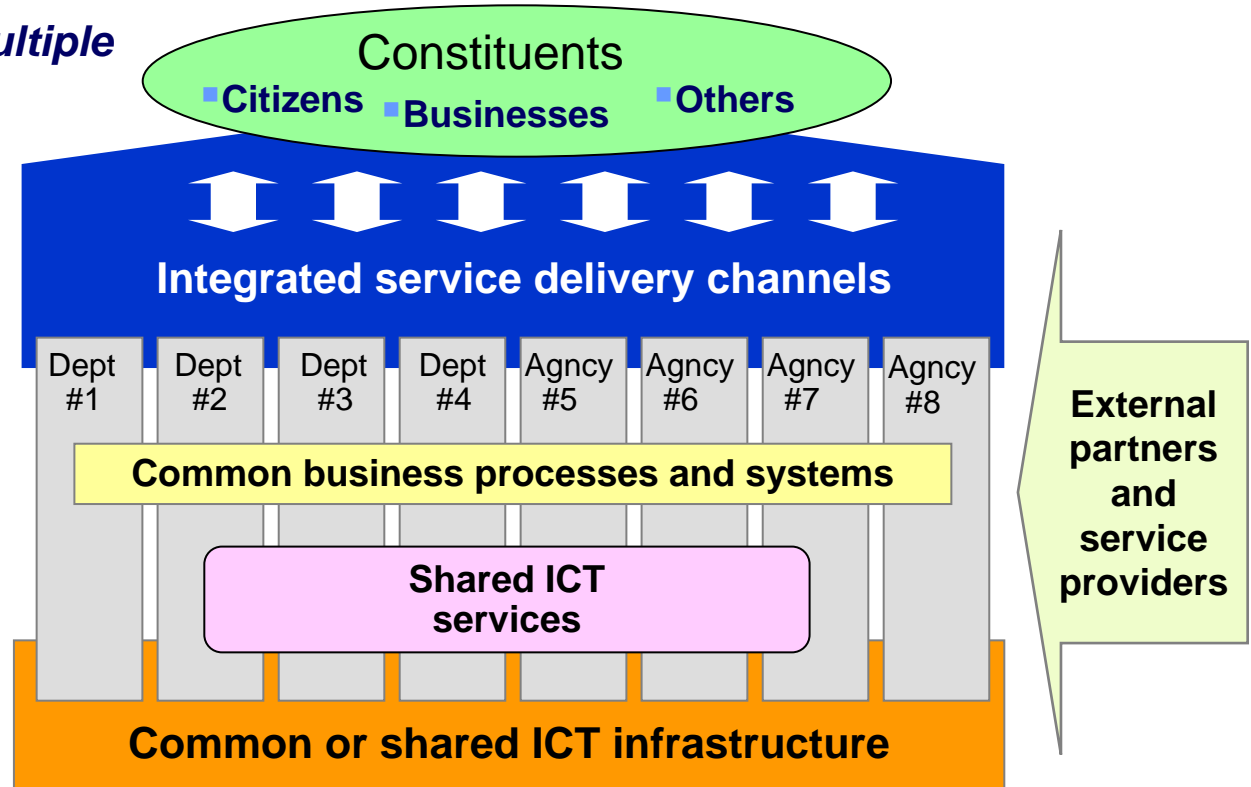 ultiple
Constituents
Citizens
Businesses
Others
Integrated service delivery channels
Dept
#1
Dept
#2
Dept
#3
Dept
#4
Agncy
#5
Agncy
#6
Agncy
#7
Agncy
#8
Common business processes and systems
Shared ICT
services
Common or shared ICT infrastructure
External
partners
and
service
providers